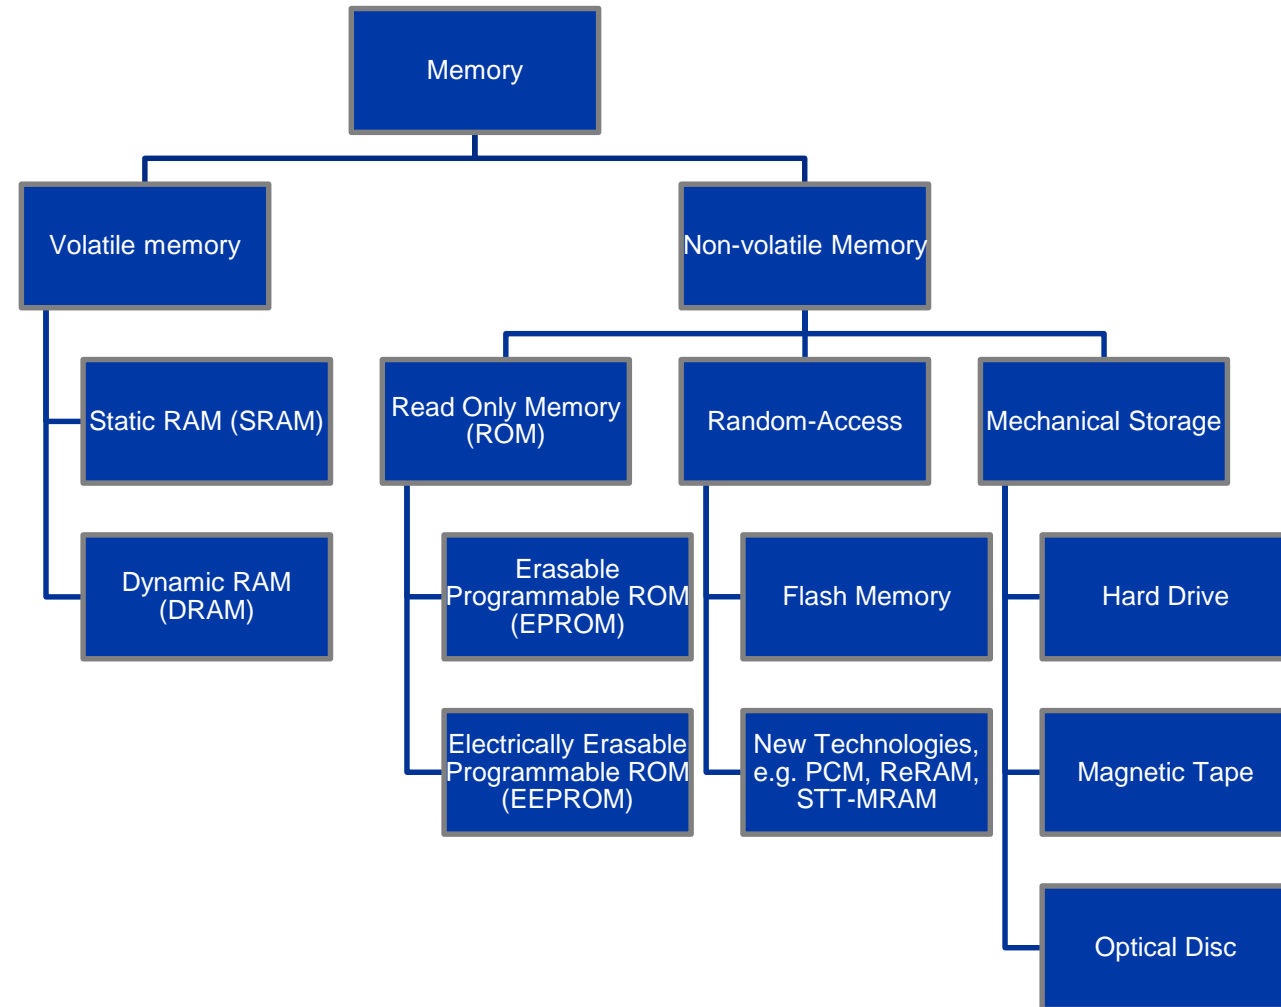 Memory
Volatile memory
Non-volatile Memory
Static RAM (SRAM)
Read Only Memory
(ROM)
Random-Access
Mechanical Storage
Dynamic RAM
(DRAM)
Erasable
Programmable ROM
(EPROM)
Flash Memory
Hard Drive
Electrically Erasable
Programmable ROM
(EEPROM)
New Technologies,
e.g. PCM, ReRAM,
STT-MRAM
Magnetic Tape
Optical Disc